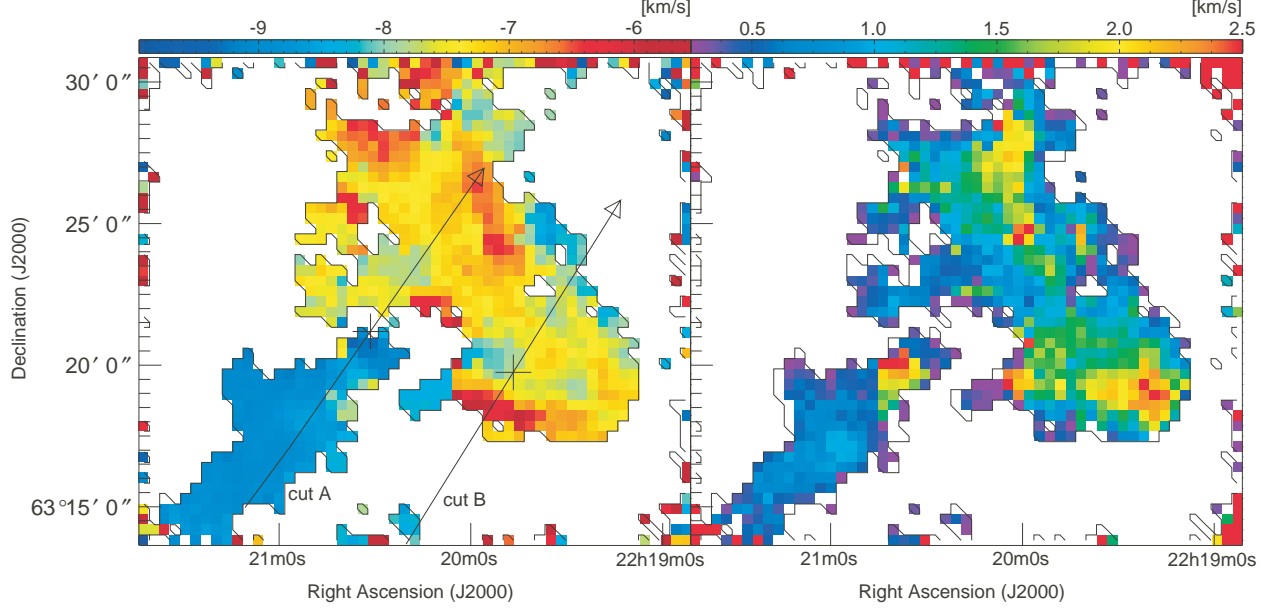 [km/s] [km/s]
-9 -8 -7 -6 0.5 1.0 1.5 2.0 2.5
30′ 0″
25′ 0″
20′ 0″
63°15′ 0″
Declination (J2000)
cut A
cut B
21m0s 20m0s 22h19m0s 21m0s 20m0s 22h19m0s
Right Ascension (J2000) Right Ascension (J2000)